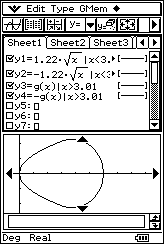 Edit Type GMem ◆
y=
Sheet1 Sheet2 Sheet3
y1=1.22·√x |x<3.
y2=-1.22·√x |x<3
y3=g(x)|x>3.01
y4=-g(x)|x>3.01
y5:
y6:
y7:
Deg Real